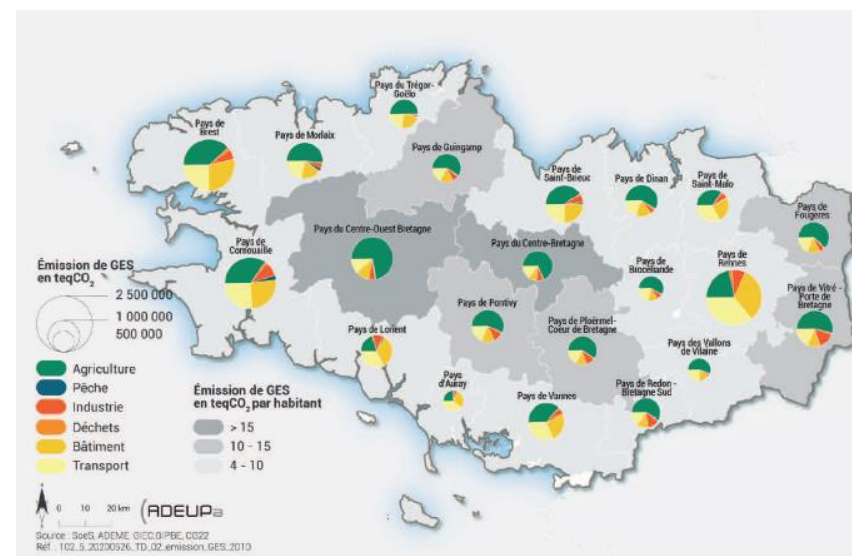 Pays du Trégor-
Goëlo
Pays de
Brest
Pays de Morlaix
Pays de Guingamp
Pays de
Saint-Brieuc
Pays de Dinan
Pays de
Saint-Malo
Pays de
Fougères
Pays du Centre-Ouest Bretagne
Pays du Centre-Bretagne
Pays de
Cornouaille
Pays de
Brocéliande
Pays de
Rennes
Pays de Vitré -
Porte de
Bretagne
Pays de Pontivy
Pays de Ploërmel-
Coeur de Bretagne
Pays de Lorient
Pays des Vallons
de Vilaine
Pays
d'Auray
Pays de Vannes
Pays de Redon -
Bretagne Sud
Émission de GES
en teqCO2
2 500 000
1 000 000
500 000
Agriculture
Pêche
Industrie
Déchets
Bâtiment
Transport
Émission de GES
en teqCO2 par habitant
> 15
10 - 15
4 - 10
N
0 10 20 km
ADEUPa
Source : SoeS, ADEME, GIEC,GIPBE, CG22
Réf : 102_5_20200526_TD_02_emission_GES_2010